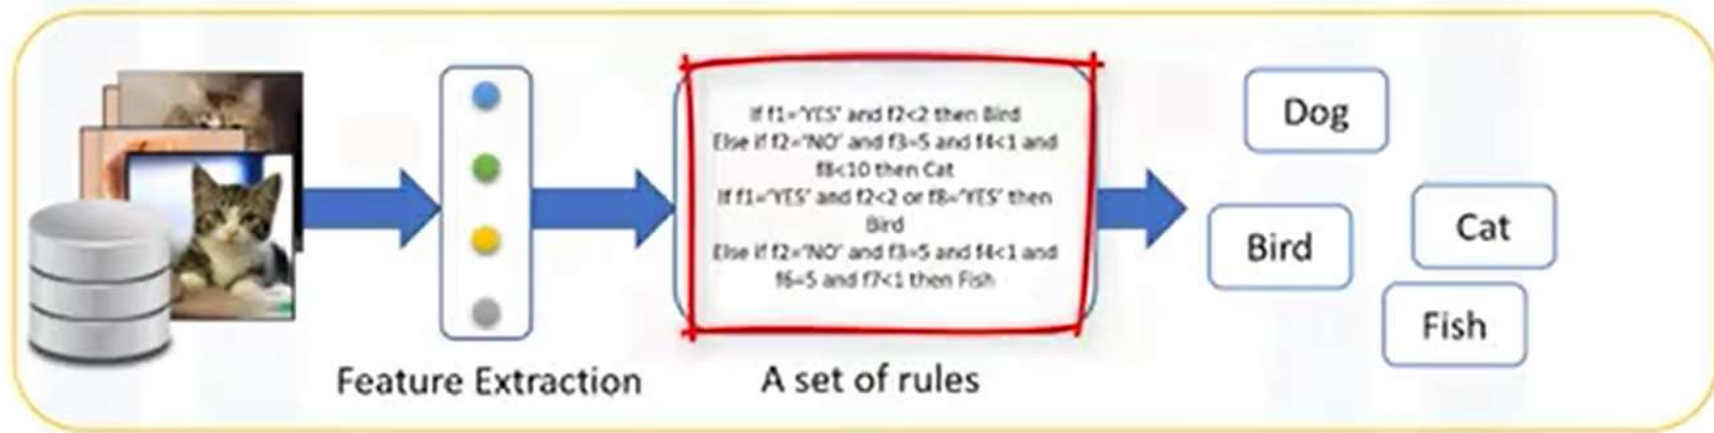 If f1='YES' and f2<2 then Bird
Else if f2='NO' and f3=5 and f4<1 and
f8<10 then Cat
If f1='YES' and f2<2 or f8='YES' then
Bird
Else if f2='NO' and f3=5 and f4<1 and
f6=5 and f7<1 then Fish
Dog
Bird
Cat
Fish
Feature Extraction
A set of rules